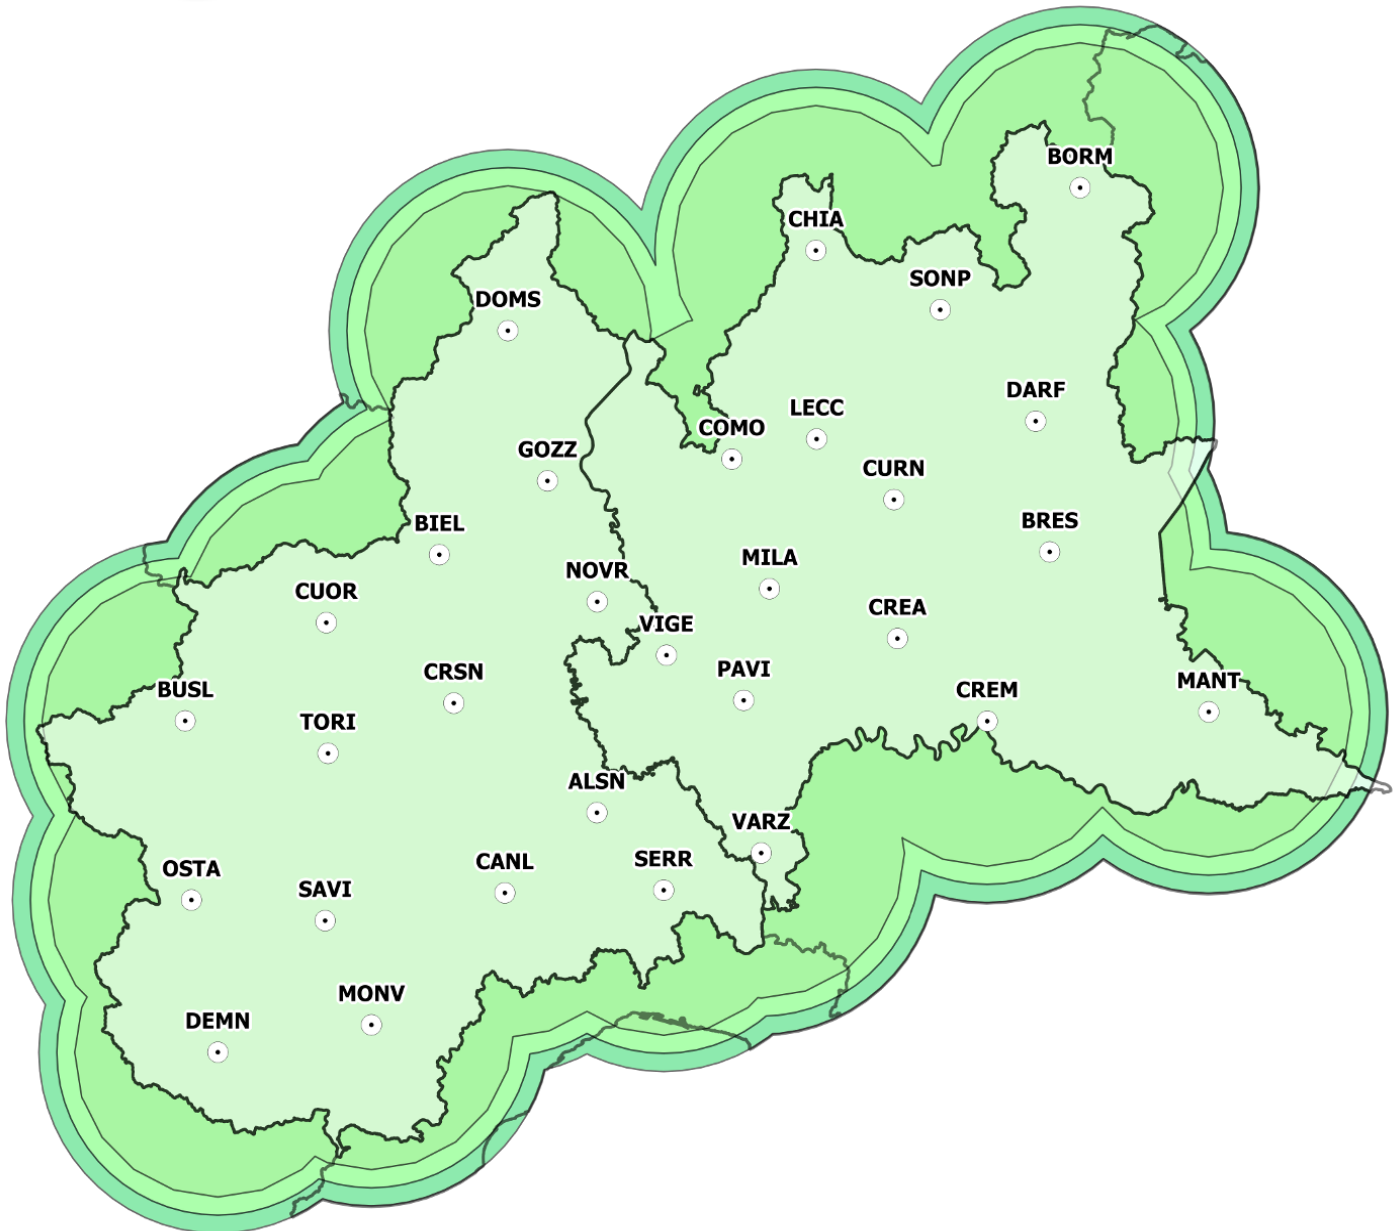 BORM
CHIA
SONP
DOMS
DARF
LECC
COMO
GOZZ
CURN
BIEL
BRES
MILA
NOVR
CUOR
CREA
VIGE
CRSN
PAVI
MANT
BUSL
CREM
TORI
ALSN
VARZ
SERR
CANL
OSTA
SAVI
MONV
DEMN